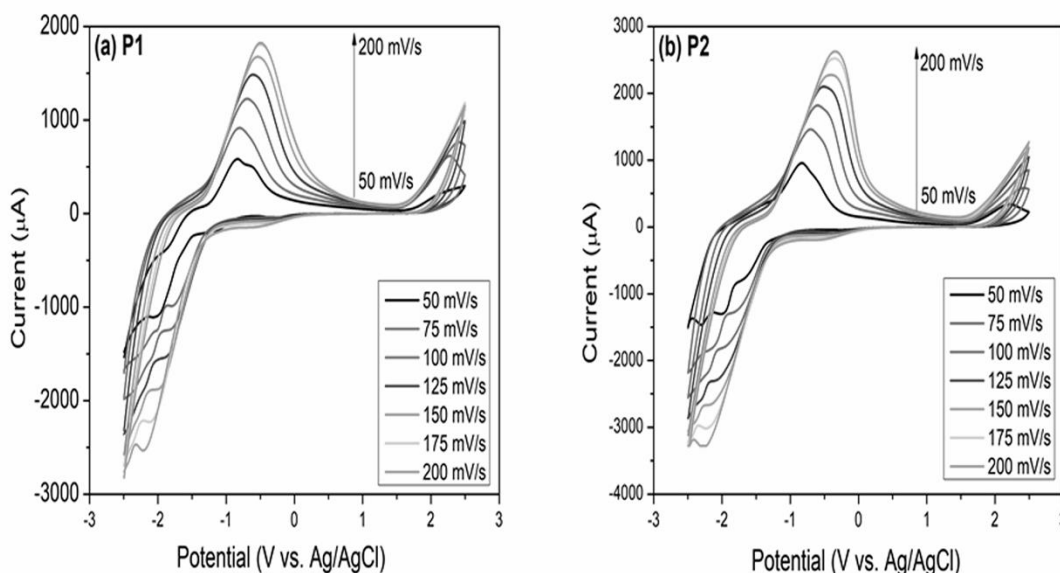 (a) P1
200 mV/s
50 mV/s
2000
1000
0
-1000
-2000
-3000
Current (µA)
50 mV/s
75 mV/s
100 mV/s
125 mV/s
150 mV/s
175 mV/s
200 mV/s
-3 -2 -1 0 1 2 3
Potential (V vs. Ag/AgCl)
(b) P2
200 mV/s
50 mV/s
3000
2000
1000
0
-1000
-2000
-3000
-4000
Current (µA)
50 mV/s
75 mV/s
100 mV/s
125 mV/s
150 mV/s
175 mV/s
200 mV/s
-3 -2 -1 0 1 2 3
Potential (V vs. Ag/AgCl)